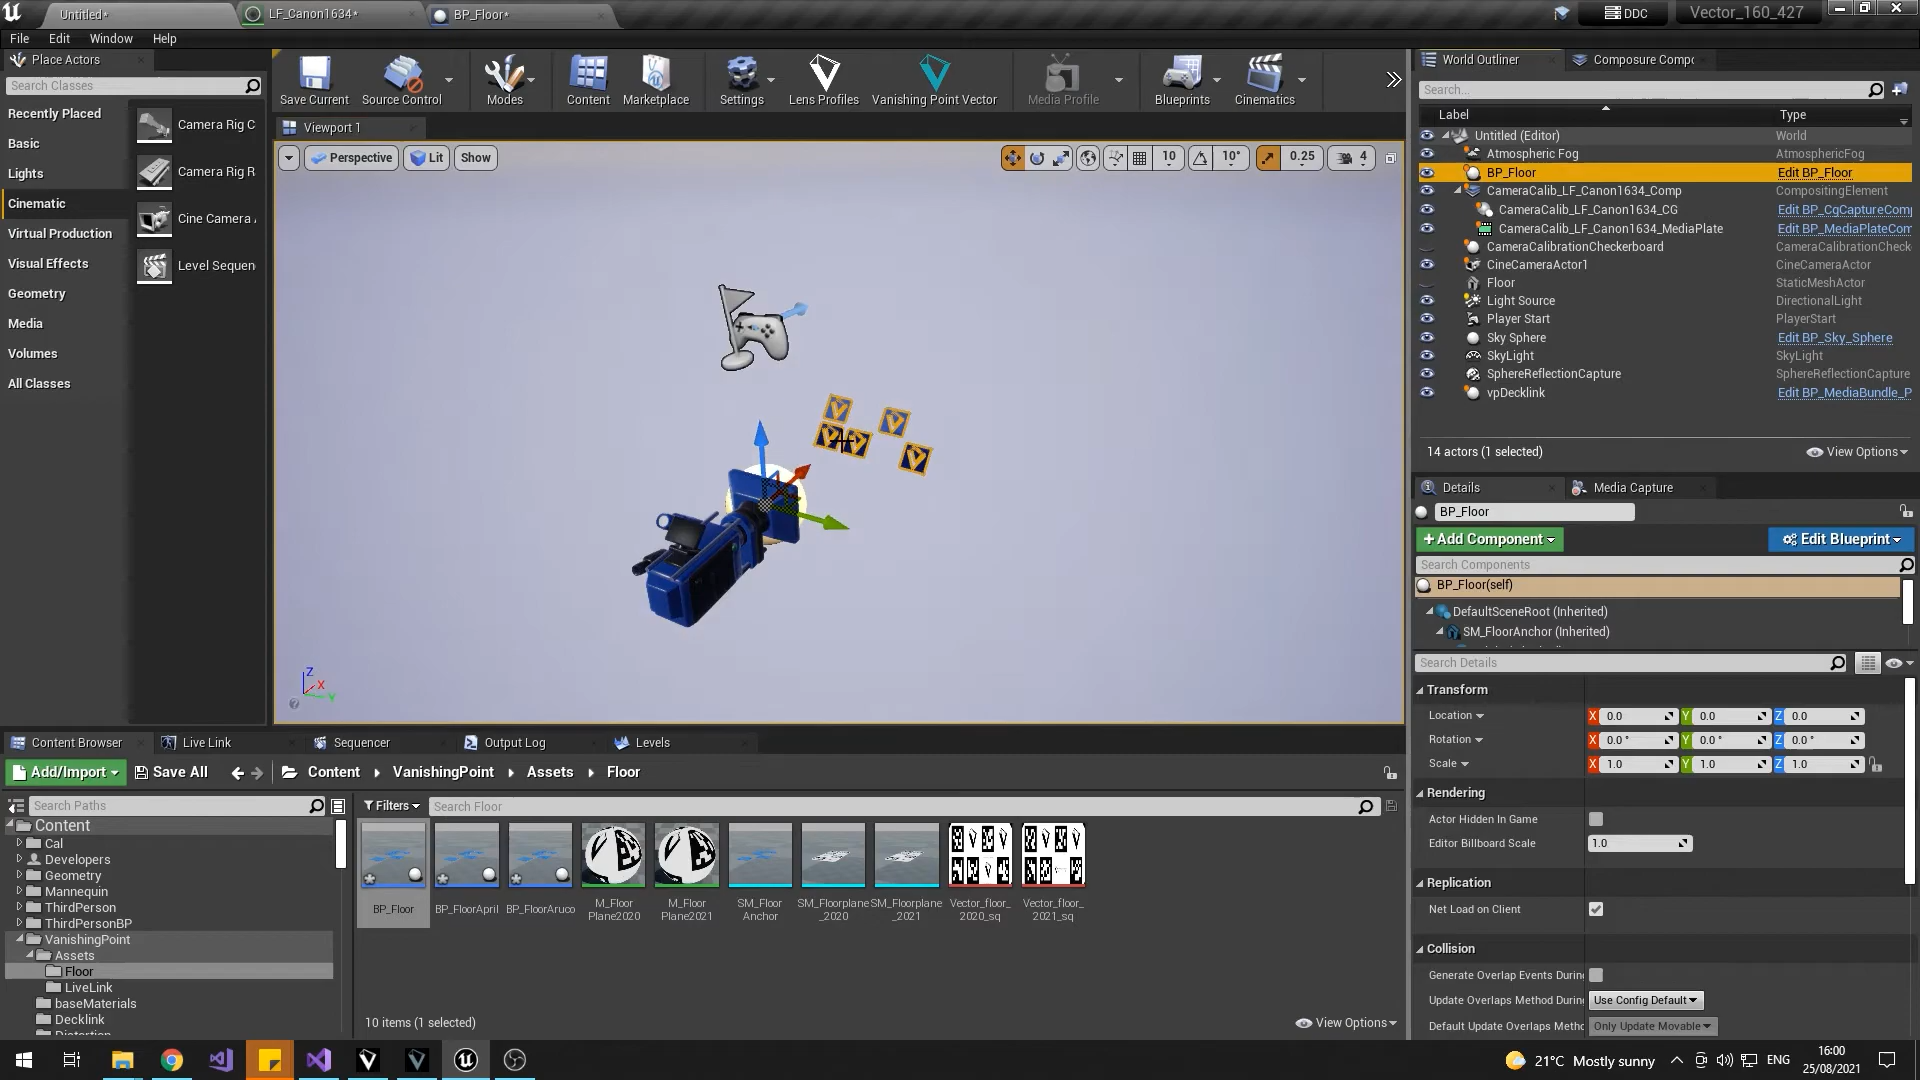 Untitled*
LF_Canon1634*
BP_Floor*
DDC
Vector_160_427
File
Edit
Window
Help
Place Actors
Search Classes
Recently Placed
Basic
Lights
Cinematic
Virtual Production
Visual Effects
Geometry
Media
Volumes
All Classes
Camera Rig C
Camera Rig R
Cine Camera
Level Sequen
Save Current
Source Control
Modes
Content
Marketplace
Settings
Lens Profiles
Vanishing Point Vector
Media Profile
Blueprints
Cinematics
Viewport 1
Perspective
Lit
Show
10
10°
0.25
4
Z
X
Y
World Outliner
Composure Compo
Search...
Label
Type
Untitled (Editor)
World
Atmospheric Fog
AtmosphericFog
BP_Floor
Edit BP_Floor
CameraCalib_LF_Canon1634_Comp
CompositingElement
CameraCalib_LF_Canon1634_CG
Edit BP_CgCaptureCom
CameraCalib_LF_Canon1634_MediaPlate
Edit BP_MediaPlateCom
CameraCalibrationCheckerboard
CameraCalibrationCheck
CineCameraActor1
CineCameraActor
Floor
StaticMeshActor
Light Source
DirectionalLight
Player Start
PlayerStart
Sky Sphere
Edit BP_Sky_Sphere
SkyLight
SkyLight
SphereReflectionCapture
SphereReflectionCapture
vpDecklink
Edit BP_MediaBundle_P
14 actors (1 selected)
View Options
Details
Media Capture
BP_Floor
+Add Component
Edit Blueprint
Search Components
BP_Floor(self)
DefaultSceneRoot (Inherited)
SM_FloorAnchor (Inherited)
Search Details
Transform
Location
X 0.0 Y 0.0 Z 0.0
Rotation
X 0.0 ° Y 0.0 ° Z 0.0 °
Scale
X 1.0 Y 1.0 Z 1.0
Rendering
Actor Hidden In Game
Editor Billboard Scale
1.0
Replication
Net Load on Client
Collision
Generate Overlap Events Durin
Update Overlaps Method Durin
Use Config Default
Default Update Overlaps Metho
Only Update Movable
Content Browser
Live Link
Sequencer
Output Log
Levels
Add/Import
Save All
Content
VanishingPoint
Assets
Floor
Search Paths
Filters
Search Floor
Content
Cal
Developers
Geometry
Mannequin
ThirdPerson
ThirdPersonBP
VanishingPoint
Assets
Floor
LiveLink
baseMaterials
Decklink
BP_Floor
BP_FloorApril
BP_FloorAruco
M_Floor
Plane2020
M_Floor
Plane2021
SM_Floor
Anchor
SM_Floorplane
_2020
SM_Floorplane
_2021
Vector_floor_
2020_sq
Vector_floor_
2021_sq
10 items (1 selected)
View Options
21°C Mostly sunny
ENG
16:00
25/08/2021